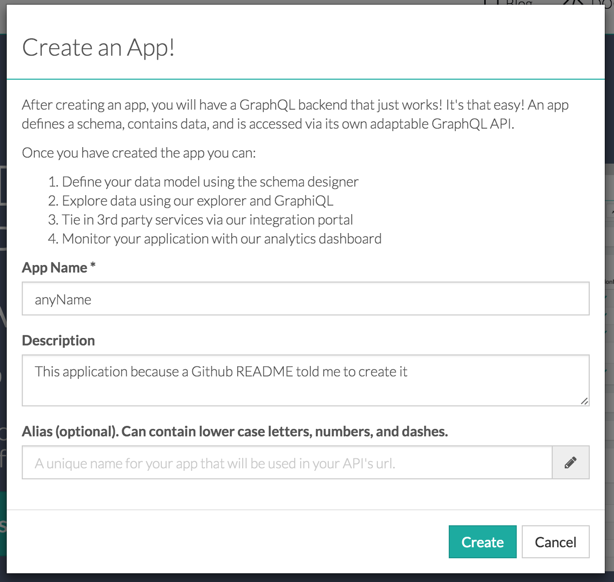 Blog
Create an App!
After creating an app, you will have a GraphQL backend that just works! It's that easy! An app
defines a schema, contains data, and is accessed via its own adaptable GraphQL API.
Once you have created the app you can:
1. Define your data model using the schema designer
2. Explore data using our explorer and GraphiQL
3. Tie in 3rd party services via our integration portal
4. Monitor your application with our analytics dashboard
App Name *
anyName
Description
This application because a Github README told me to create it
Alias (optional). Can contain lower case letters, numbers, and dashes.
A unique name for your app that will be used in your API's url.
Create Cancel